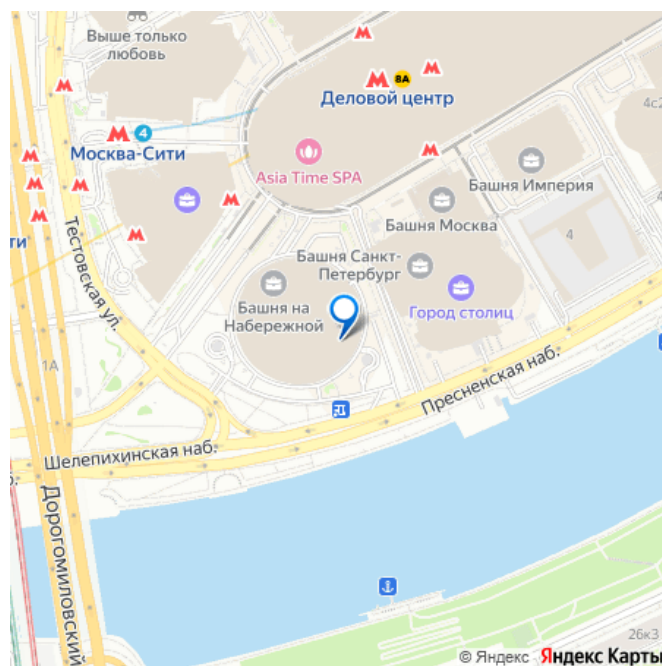 Выше только
любовь
8А
Деловой центр
4с2
4
Москва-Сити
Asia Time SPA
Башня Империя
Башня Москва
4
Тестовская ул.
Башня Санкт-
Петербург
Башня на
Набережной
Город столиц
1А
Пресненская наб.
Шелепихинская наб.
Дорогомиловский
26к3
© Яндекс Яндекс Карты